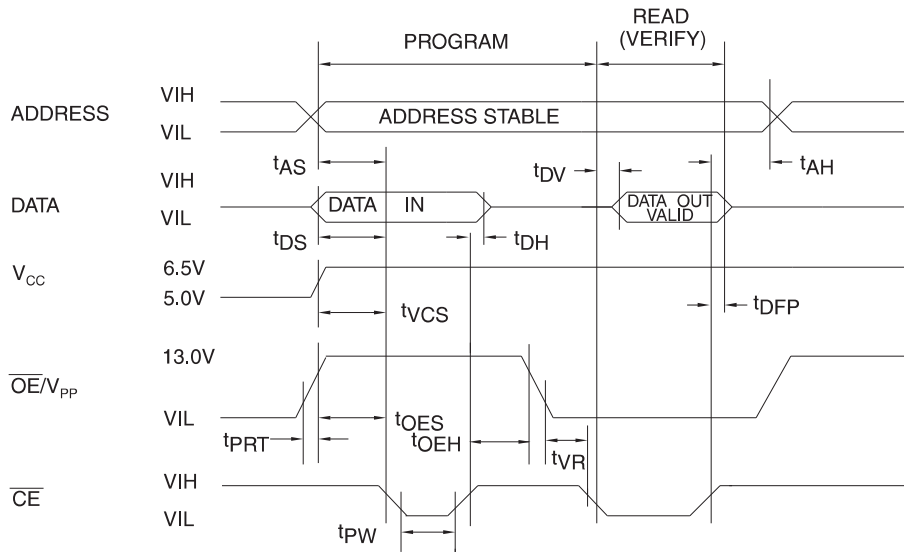 READ
(VERIFY)
PROGRAM
ADDRESS
VIH
VIL
ADDRESS STABLE
tAS
tDV
tAH
DATA
VIH
VIL
DATA IN
DATA OUT
VALID
tDS
tDH
VCC
6.5V
5.0V
tVCS
tDFP
OE/VPP
13.0V
VIL
tPRT
tOES
tOEH
tVR
CE
VIH
VIL
tPW